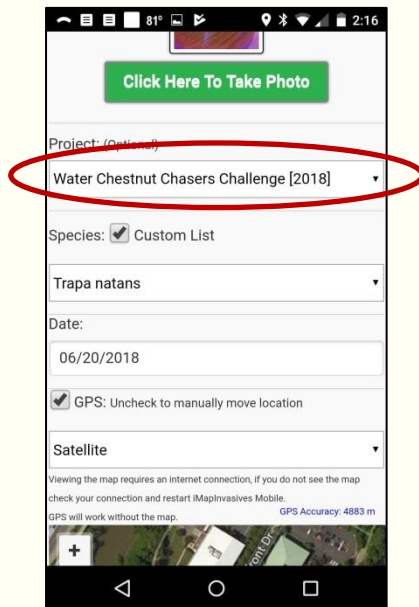 81° 2:16
Click Here To Take Photo
Project: (Optional)
Water Chestnut Chasers Challenge [2018]
Species: Custom List
Trapa natans
Date:
06/20/2018
GPS: Uncheck to manually move location
Satellite
Viewing the map requires an internet connection, if you do not see the map
check your connection and restart iMapInvasives Mobile.
GPS will work without the map. GPS Accuracy: 4883 m
+
ront Dr